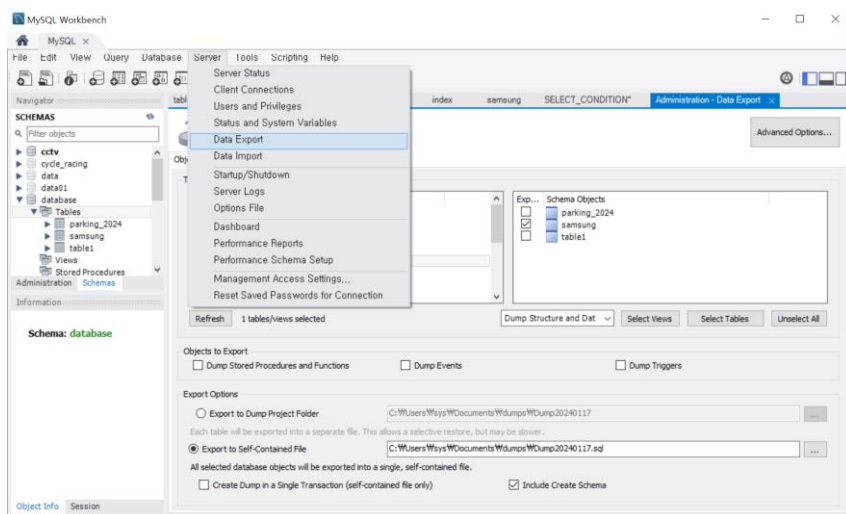 MySQL Workbench
MySQL
File Edit View Query Database Server Tools Scripting Help
Navigator
SCHEMAS
Filter objects
cctv
cycle_racing
data
data01
database
Tables
parking_2024
samsung
table1
Views
Stored Procedures
Administration Schemas
Information
Schema: database
Object Info Session
Server Status
Client Connections
Users and Privileges
Status and System Variables
Data Export
Data Import
Startup/Shutdown
Server Logs
Options File
Dashboard
Performance Reports
Performance Schema Setup
Management Access Settings...
Reset Saved Passwords for Connection
index samsung SELECT_CONDITION* Administration - Data Export
Advanced Options...
Exp... Schema Objects
parking_2024
samsung
table1
Refresh 1 tables/views selected Dump Structure and Dat Select Views Select Tables Unselect All
Objects to Export
Dump Stored Procedures and Functions Dump Events Dump Triggers
Export Options
Export to Dump Project Folder C:₩Users₩sys₩Documents₩dumps₩Dump20240117 ...
Each table will be exported into a separate file. This allows a selective restore, but may be slower.
Export to Self-Contained File C:₩Users₩sys₩Documents₩dumps₩Dump20240117.sql ...
All selected database objects will be exported into a single, self-contained file.
Create Dump in a Single Transaction (self-contained file only) Include Create Schema